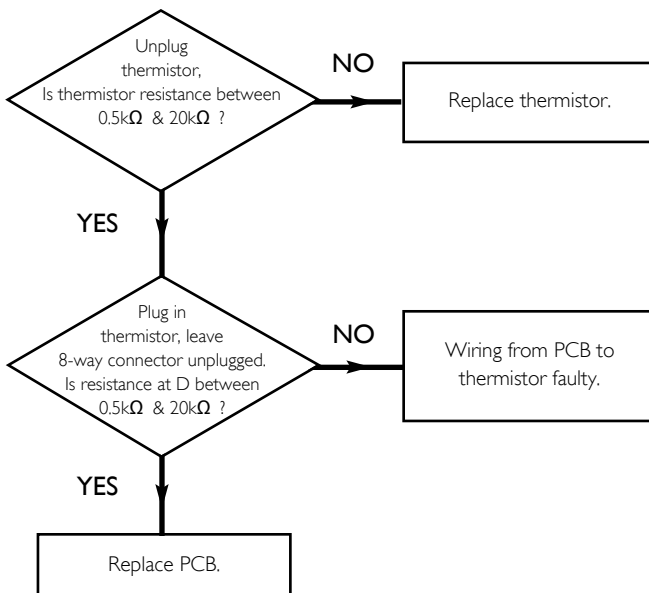 Unplug
thermistor,
Is thermistor resistance between
0.5kΩ & 20kΩ ?
NO
Replace thermistor.
YES
Plug in
thermistor, leave
8-way connector unplugged.
Is resistance at D between
0.5kΩ & 20kΩ ?
NO
Wiring from PCB to
thermistor faulty.
YES
Replace PCB.